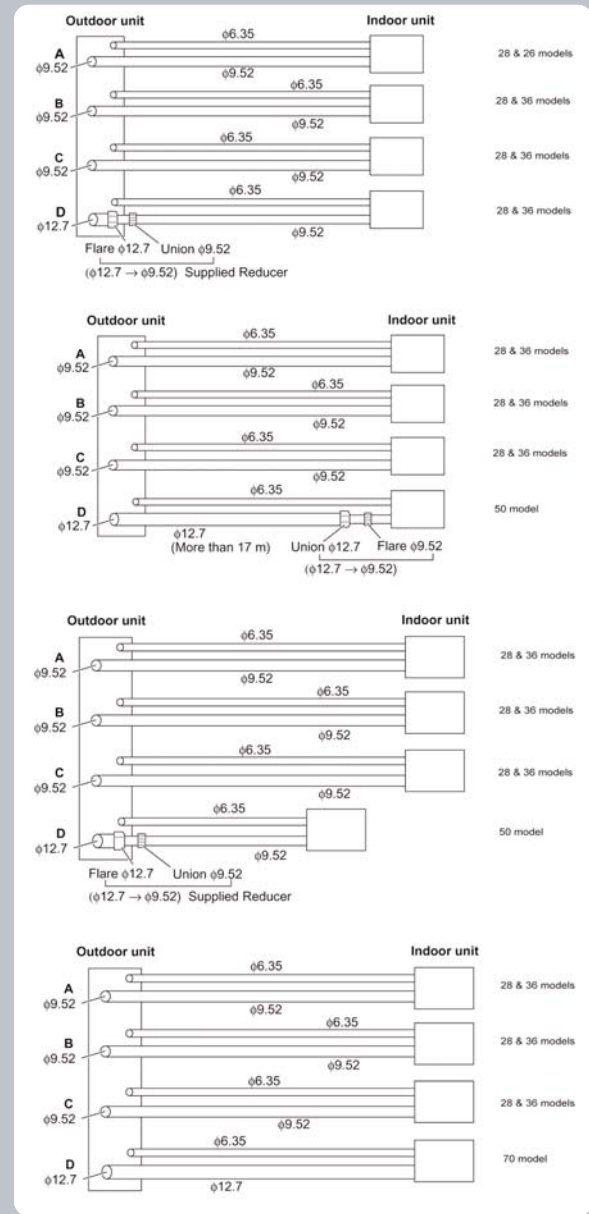 Outdoor unit Indoor unit
ϕ6.35
A
ϕ9.52 ϕ9.52 28 & 26 models
ϕ6.35
B
ϕ9.52 ϕ9.52 28 & 36 models
ϕ6.35
C
ϕ9.52 ϕ9.52 28 & 36 models
ϕ6.35
D
ϕ12.7 ϕ9.52 28 & 36 models
Flare ϕ12.7 Union ϕ9.52
(ϕ12.7 → ϕ9.52) Supplied Reducer
Outdoor unit Indoor unit
ϕ6.35
A
ϕ9.52 ϕ9.52 28 & 36 models
ϕ6.35
B
ϕ9.52 ϕ9.52 28 & 36 models
ϕ6.35
C
ϕ9.52 ϕ9.52 28 & 36 models
ϕ6.35
D
ϕ12.7 50 model
ϕ12.7
(More than 17 m) Union ϕ12.7 Flare ϕ9.52
(ϕ12.7 → ϕ9.52)
Outdoor unit Indoor unit
ϕ6.35
A
ϕ9.52 ϕ9.52 28 & 36 models
ϕ6.35
B
ϕ9.52 ϕ9.52 28 & 36 models
ϕ6.35
C
ϕ9.52 ϕ9.52 28 & 36 models
ϕ6.35
D
ϕ12.7 ϕ9.52 50 model
Flare ϕ12.7 Union ϕ9.52
(ϕ12.7 → ϕ9.52) Supplied Reducer
Outdoor unit Indoor unit
ϕ6.35
A
ϕ9.52 ϕ9.52 28 & 36 models
ϕ6.35
B
ϕ9.52 ϕ9.52 28 & 36 models
ϕ6.35
C
ϕ9.52 ϕ9.52 28 & 36 models
ϕ6.35
D
ϕ12.7 ϕ12.7 70 model